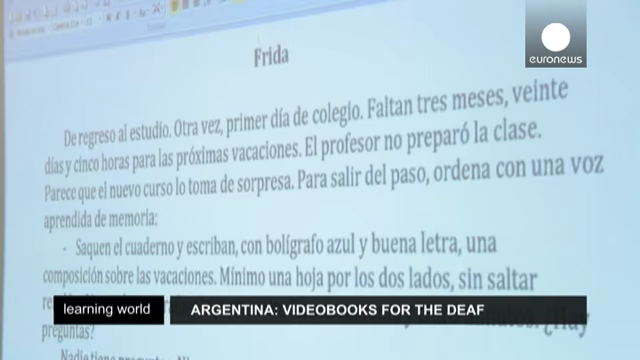 euronews
Frida
De regreso al estudio. Otra vez, primer día de colegio. Faltan tres meses, veinte
días y cinco horas para las próximas vacaciones. El profesor no preparó la clase.
Parece que el nuevo curso lo toma de sorpresa. Para salir del paso, ordena con una voz
aprendida de memoria:
- Saquen el cuaderno y escriban, con bolígrafo azul y buena letra, una
composición sobre las vacaciones. Mínimo una hoja por los dos lados, sin saltar
¿Hay
preguntas?
Nadie tiene
learning world
ARGENTINA: VIDEOBOOKS FOR THE DEAF